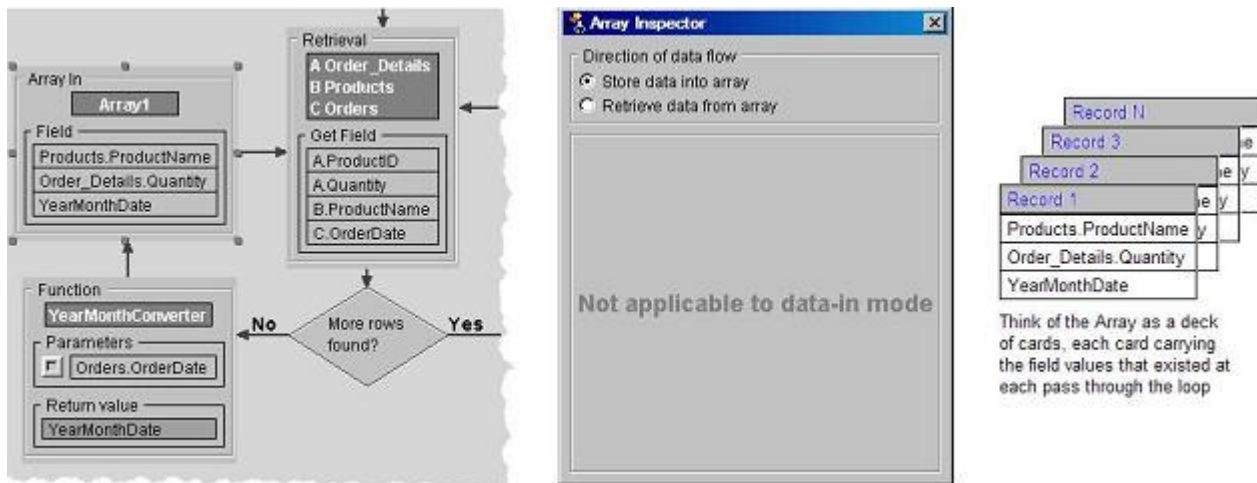 Array In
Array1
Field
Products.ProductName
Order_Details.Quantity
YearMonthDate
Retrieval
A Order_Details
B Products
C Orders
Get Field
A.ProductID
A.Quantity
B.ProductName
C.OrderDate
Function
YearMonthConverter
Parameters
Orders.OrderDate
Return value
YearMonthDate
No
More rows
found?
Yes
Array Inspector
Direction of data flow
Store data into array
Retrieve data from array
Not applicable to data-in mode
Record N
Record 3
Record 2
Record 1
Products.ProductName
Order_Details.Quantity
YearMonthDate
Think of the Array as a deck
of cards, each card carrying
the field values that existed at
each pass through the loop